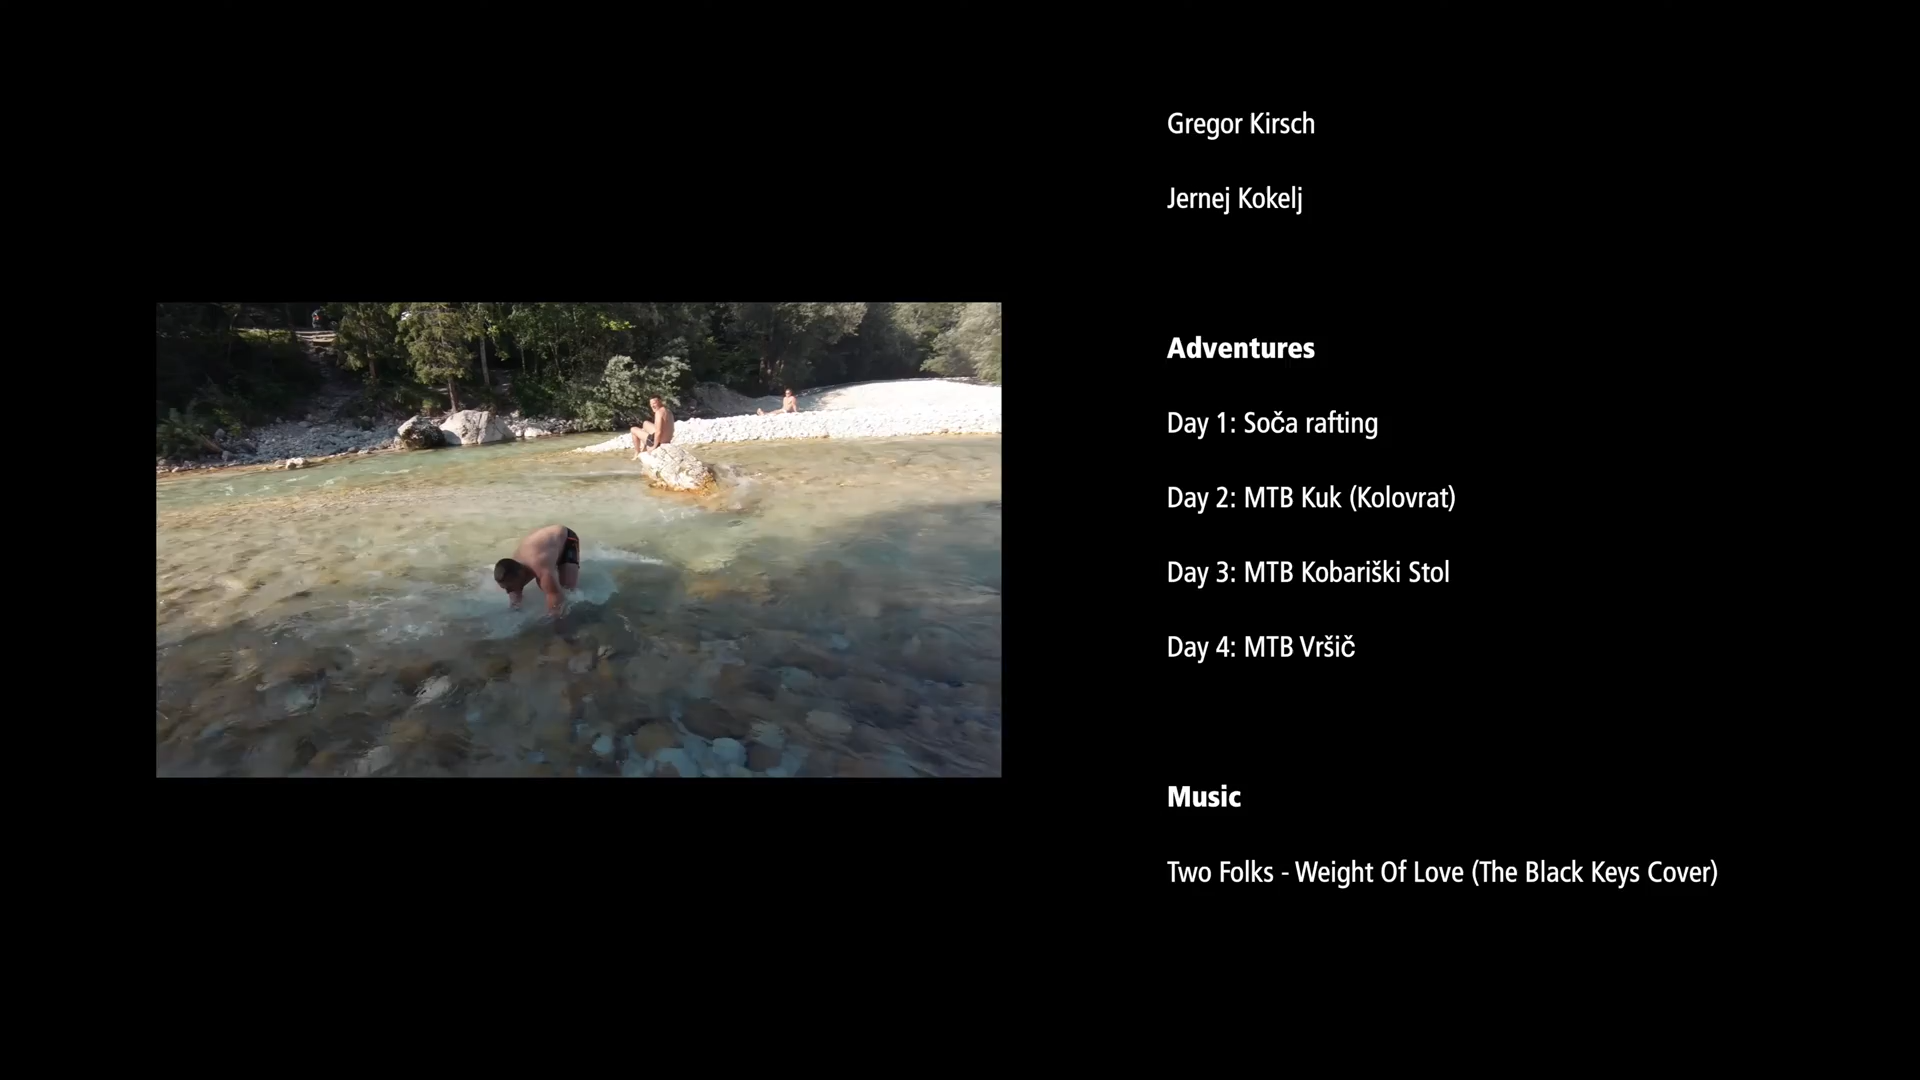 Gregor Kirsch
Jernej Kokelj
Adventures
Day 1: Soča rafting
Day 2: MTB Kuk (Kolovrat)
Day 3: MTB Kobariški Stol
Day 4: MTB Vršič
Music
Two Folks - Weight Of Love (The Black Keys Cover)